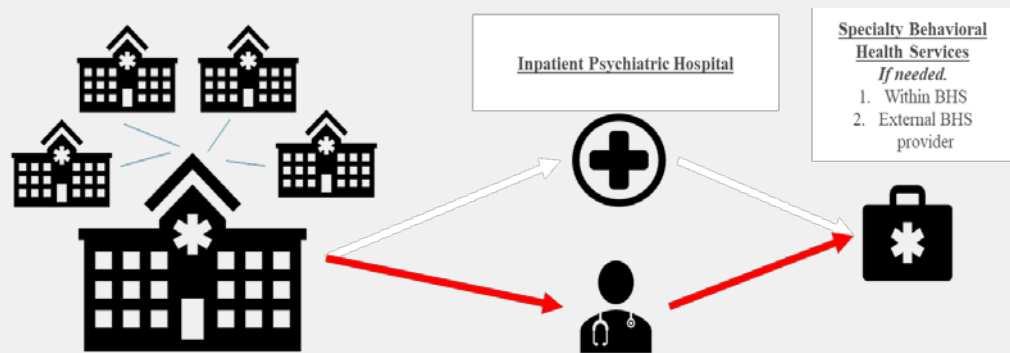 Inpatient Psychiatric Hospital
Specialty Behavioral
Health Services
If needed.
1. Within BHS
2. External BHS
provider